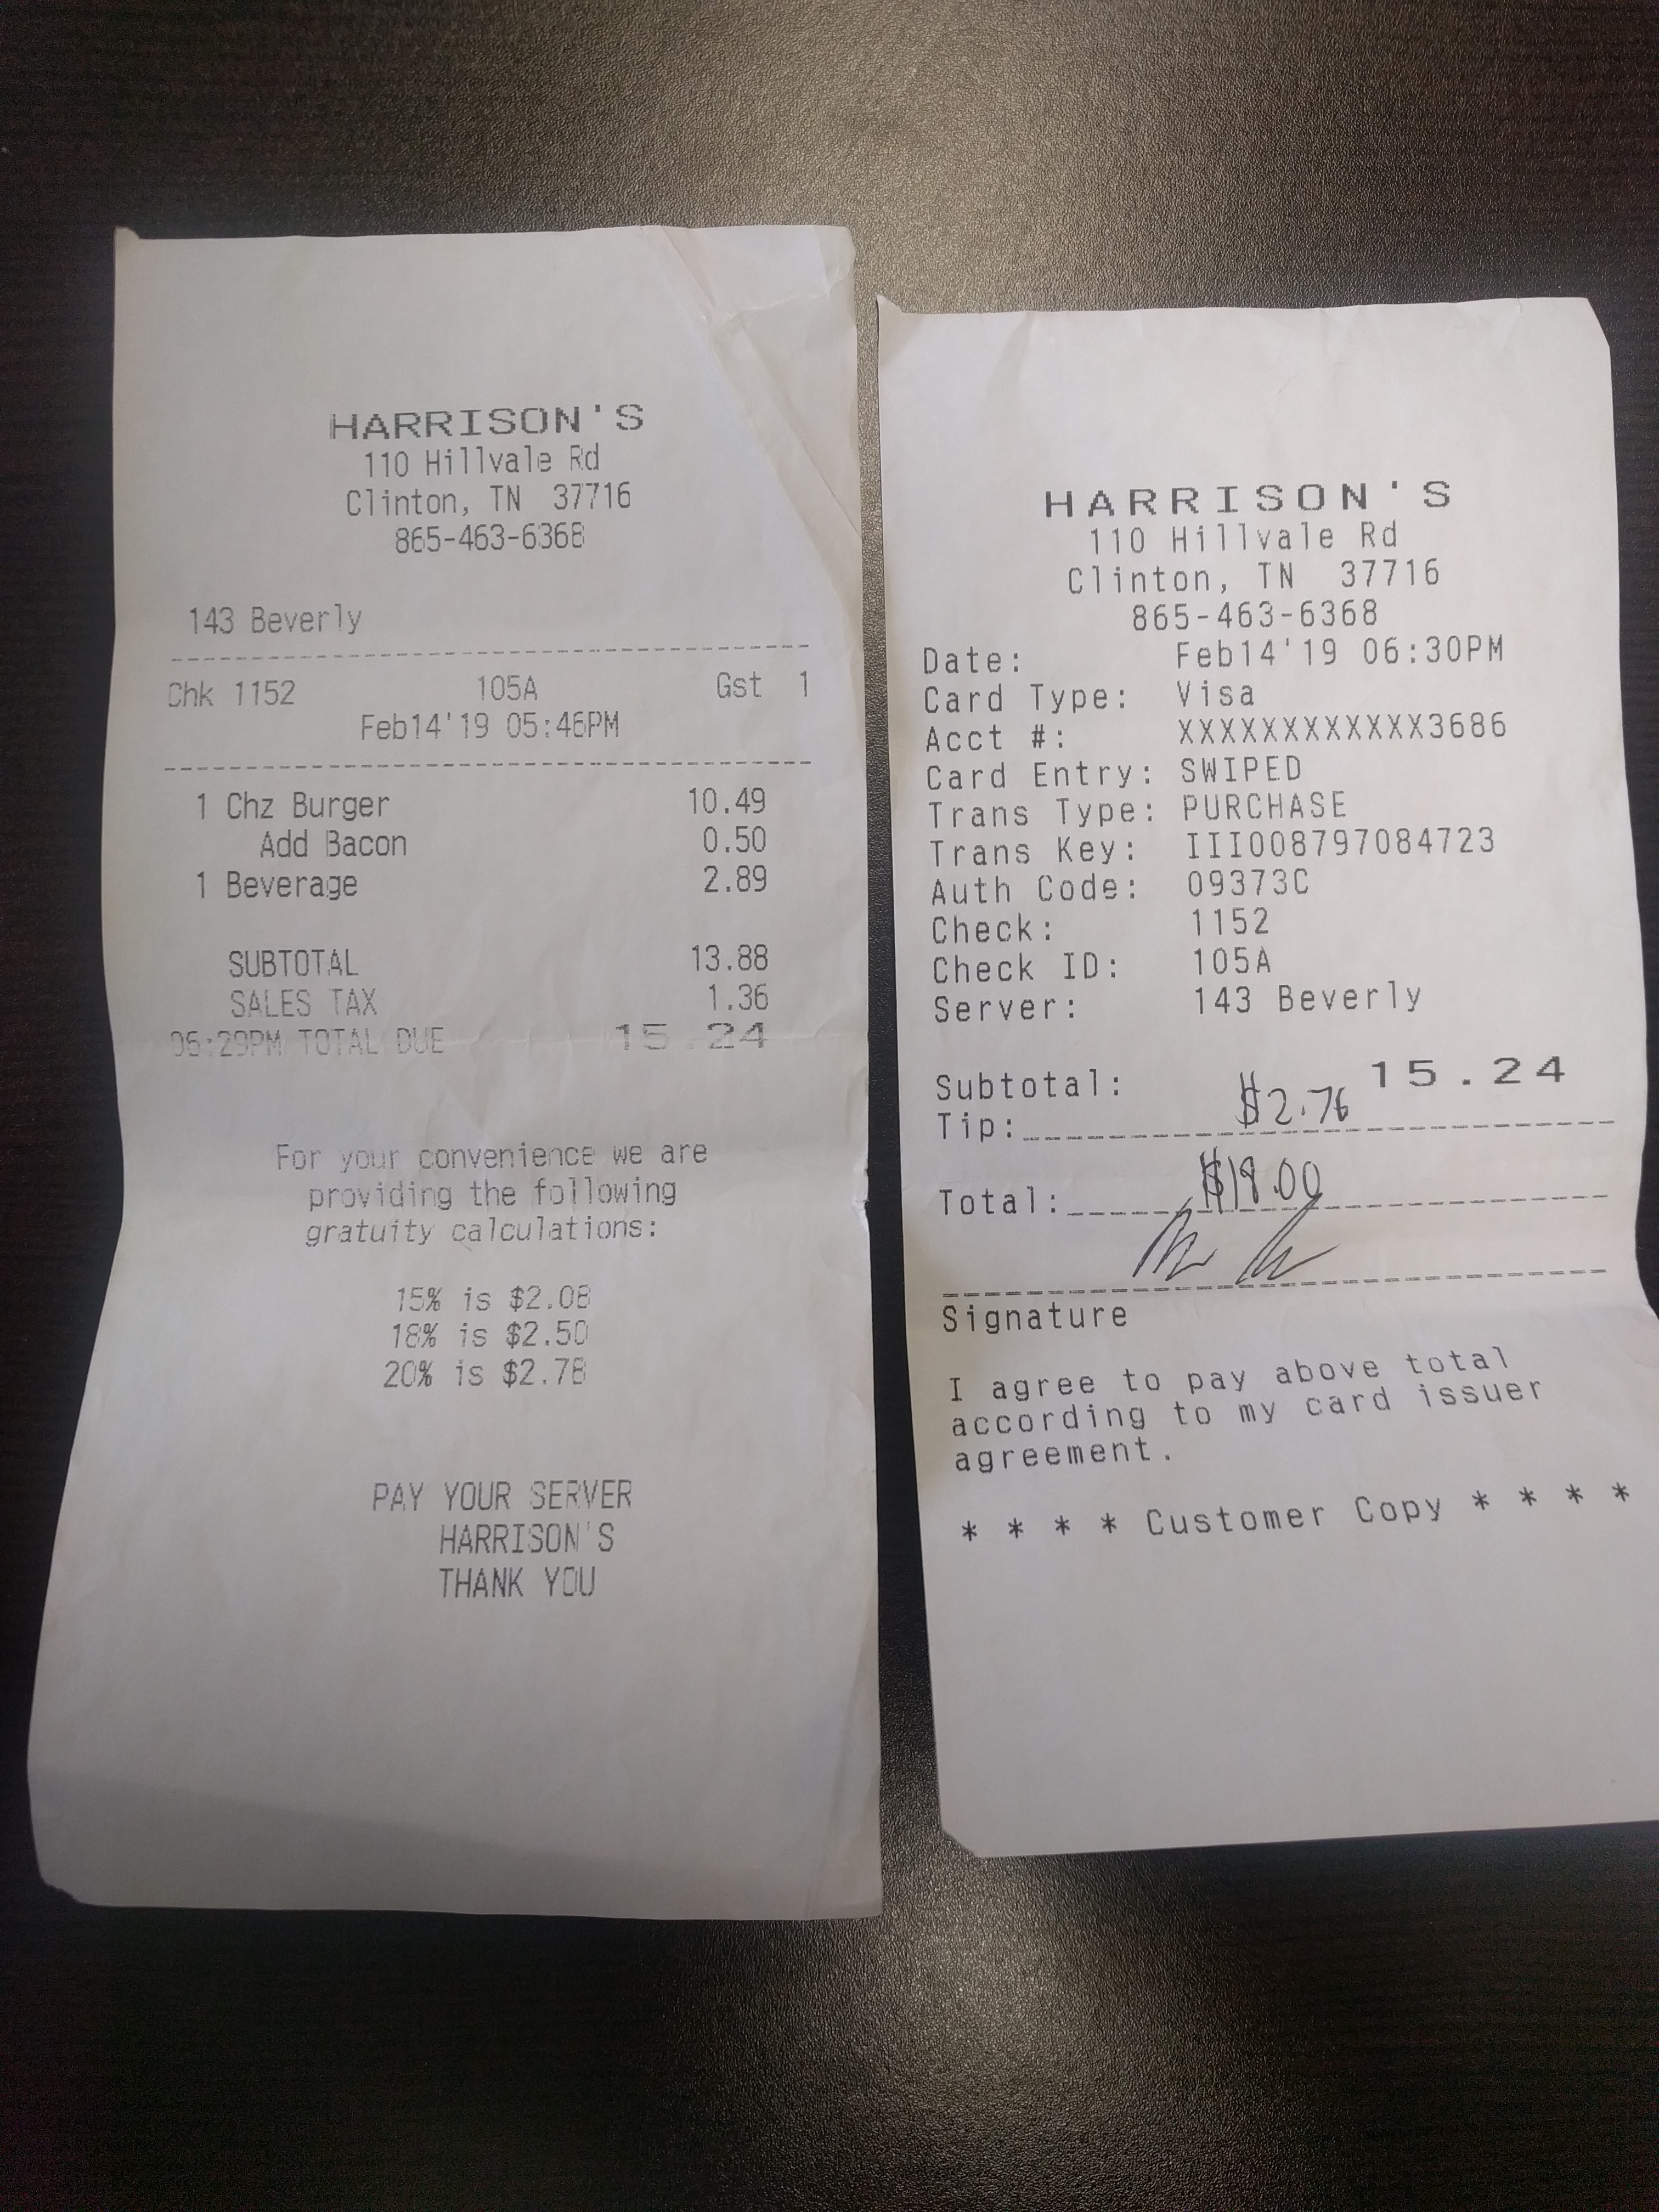 HARRISON'S
110 Hillvale Rd
Clinton, TN 37716
865-463-6368
143 Beverly
Chk 1152 105A Gst 1
Feb14'19 05:46PM
1 Chz Burger 10.49
Add Bacon 0.50
1 Beverage 2.89
SUBTOTAL 13.88
SALES TAX 1.36
06:29PM TOTAL DUE 15.24
For your convenience we are
providing the following
gratuity calculations:
15% is $2.08
18% is $2.50
20% is $2.78
PAY YOUR SERVER
HARRISON'S
THANK YOU
HARRISON'S
110 Hillvale Rd
Clinton, TN 37716
865-463-6368
Date: Feb14'19 06:30PM
Card Type: Visa
Acct #: XXXXXXXXXXXX3686
Card Entry: SWIPED
Trans Type: PURCHASE
Trans Key: III008797084723
Auth Code: 09373C
Check: 1152
Check ID: 105A
Server: 143 Beverly
Subtotal: 15.24
Tip: $2.76
Total: $18.00
Signature
I agree to pay above total
according to my card issuer
agreement.
* * * * Customer Copy * * * *